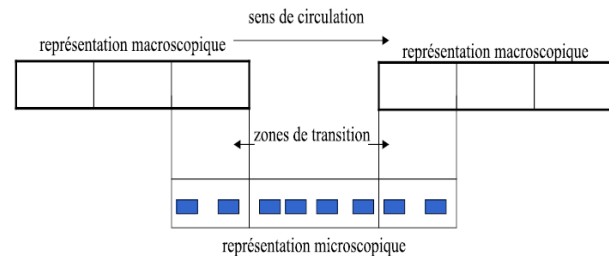 sens de circulation
représentation macroscopique
représentation macroscopique
zones de transition
représentation microscopique